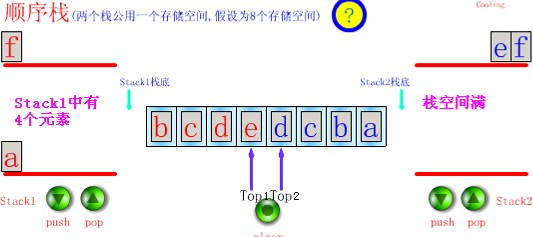 顺序栈(两个栈公用一个存储空间,假设为8个存储空间)
?
Cooling
f
e f
Stack1栈底
Stack2栈底
Stack1中有
4个元素
栈空间满
b c d e d c b a
a
Top1 Top2
Stack1
push pop
push pop
Stack2